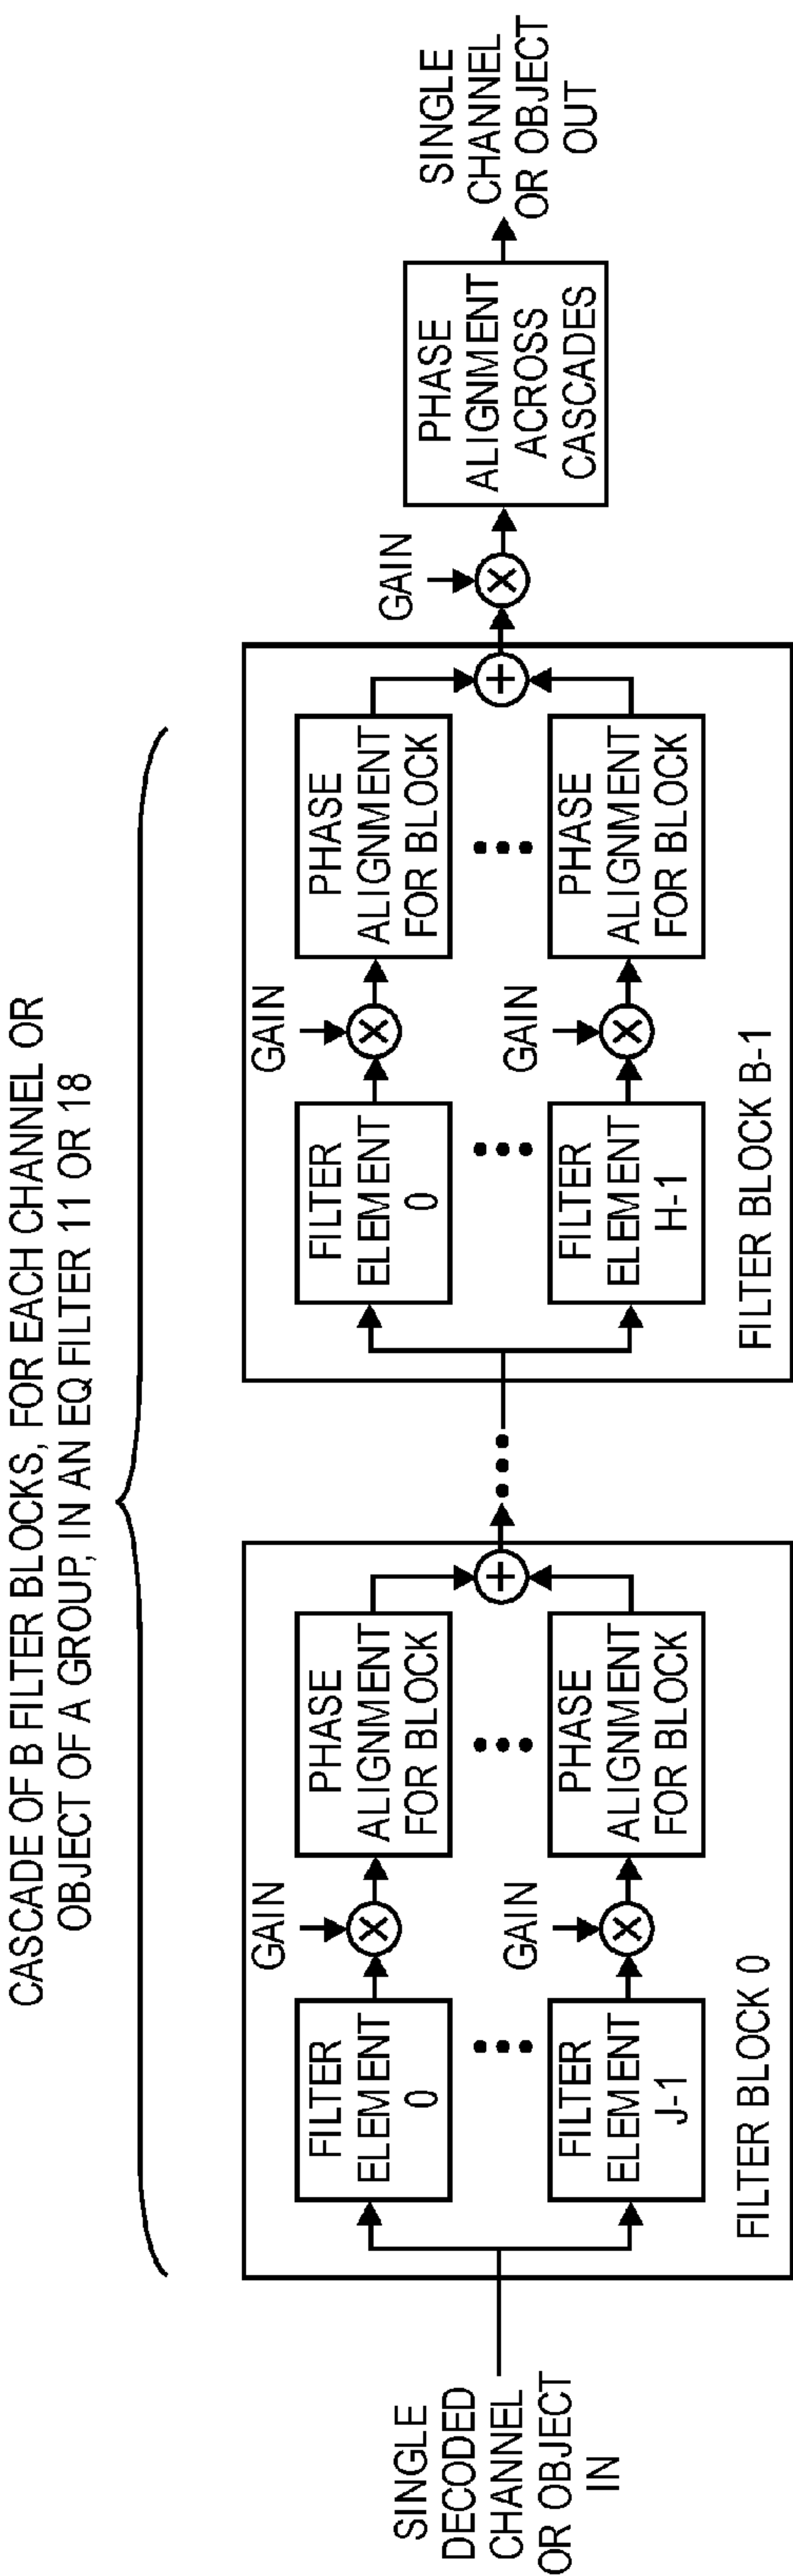 CASCADE OF B FILTER BLOCKS, FOR EACH CHANNEL OR
OBJECT OF A GROUP, IN AN EQ FILTER 11 OR 18
SINGLE
DECODED
CHANNEL
OR OBJECT
IN
FILTER
ELEMENT
0
GAIN
PHASE
ALIGNMENT
FOR BLOCK
FILTER
ELEMENT
J-1
GAIN
PHASE
ALIGNMENT
FOR BLOCK
FILTER BLOCK 0
FILTER
ELEMENT
0
GAIN
PHASE
ALIGNMENT
FOR BLOCK
FILTER
ELEMENT
H-1
GAIN
PHASE
ALIGNMENT
FOR BLOCK
FILTER BLOCK B-1
GAIN
PHASE
ALIGNMENT
ACROSS
CASCADES
SINGLE
CHANNEL
OR OBJECT
OUT